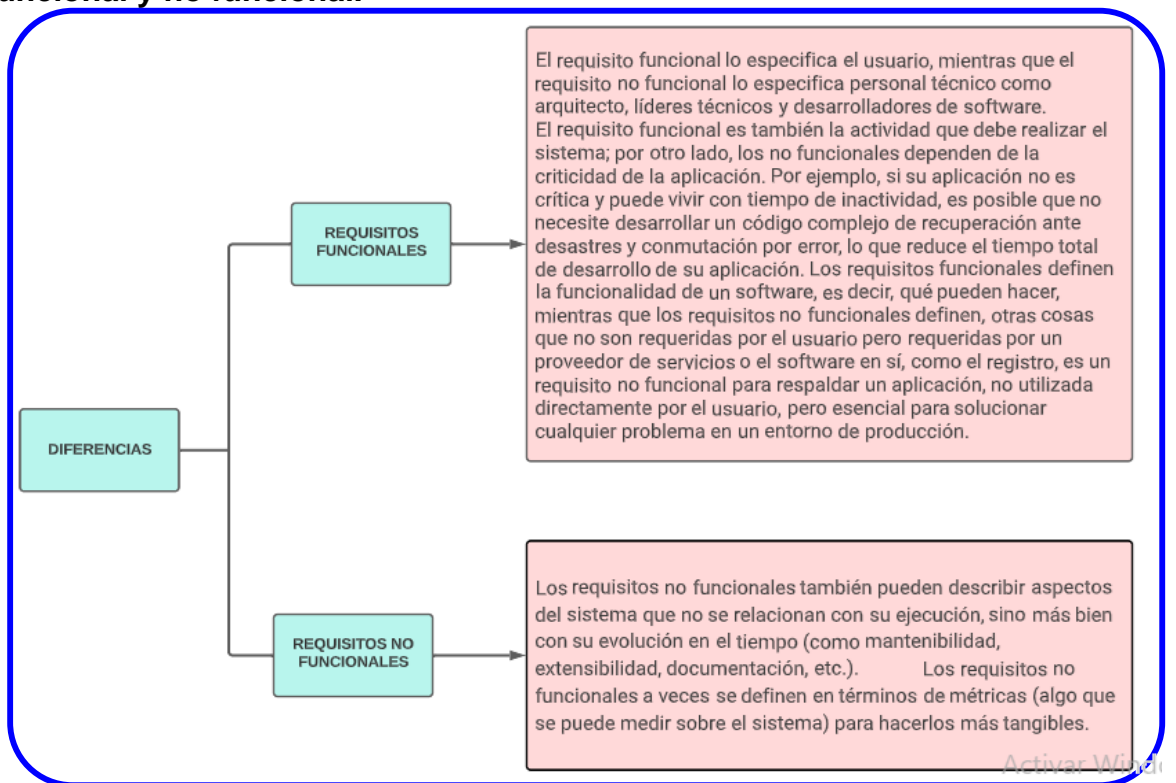 REQUISITOS
FUNCIONALES
El requisito funcional lo especifica el usuario, mientras que el
requisito no funcional lo especifica personal técnico como
arquitecto, líderes técnicos y desarrolladores de software.
El requisito funcional es también la actividad que debe realizar el
sistema; por otro lado, los no funcionales dependen de la
criticidad de la aplicación. Por ejemplo, si su aplicación no es
crítica y puede vivir con tiempo de inactividad, es posible que no
necesite desarrollar un código complejo de recuperación ante
desastres y conmutación por error, lo que reduce el tiempo total
de desarrollo de su aplicación. Los requisitos funcionales definen
la funcionalidad de un software, es decir, qué pueden hacer,
mientras que los requisitos no funcionales definen, otras cosas
que no son requeridas por el usuario pero requeridas por un
proveedor de servicios o el software en sí, como el registro, es un
requisito no funcional para respaldar un aplicación, no utilizada
directamente por el usuario, pero esencial para solucionar
cualquier problema en un entorno de producción.
DIFERENCIAS
REQUISITOS NO
FUNCIONALES
Los requisitos no funcionales también pueden describir aspectos
del sistema que no se relacionan con su ejecución, sino más bien
con su evolución en el tiempo (como mantenibilidad,
extensibilidad, documentación, etc.). Los requisitos no
funcionales a veces se definen en términos de métricas (algo que
se puede medir sobre el sistema) para hacerlos más tangibles.
Activar